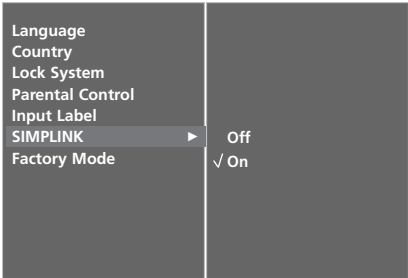 Language
Country
Lock System
Parental Control
Input Label
SIMPLINK ►
Factory Mode
Off
√ On